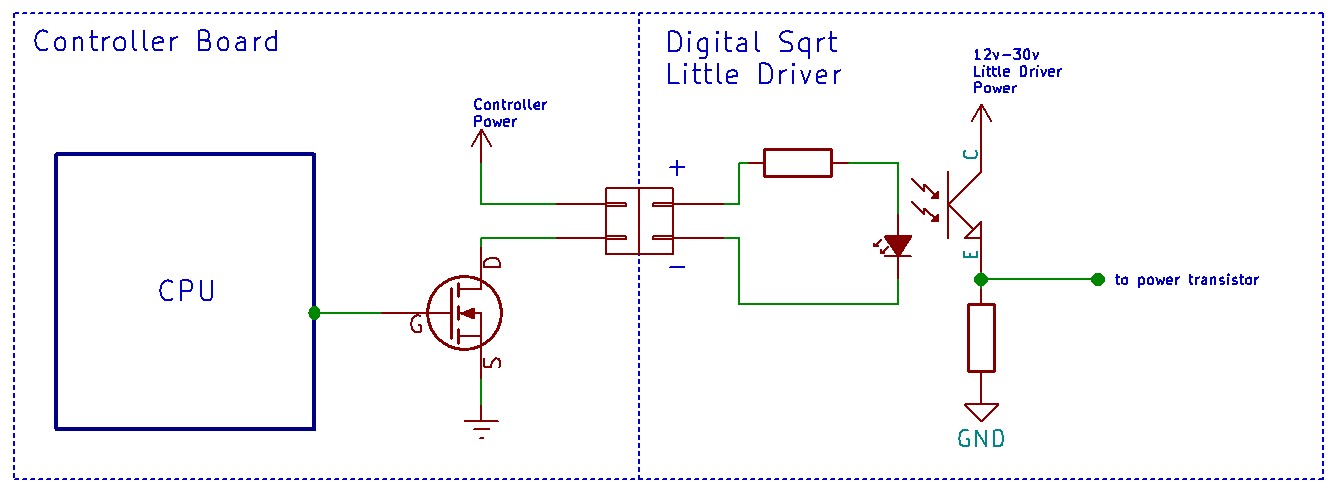 Controller Board
Digital Sqrt
Little Driver
12v-30v
Little Driver
Power
Controller
Power
C
+
CPU
D
G
S
-
E
to power transistor
GND